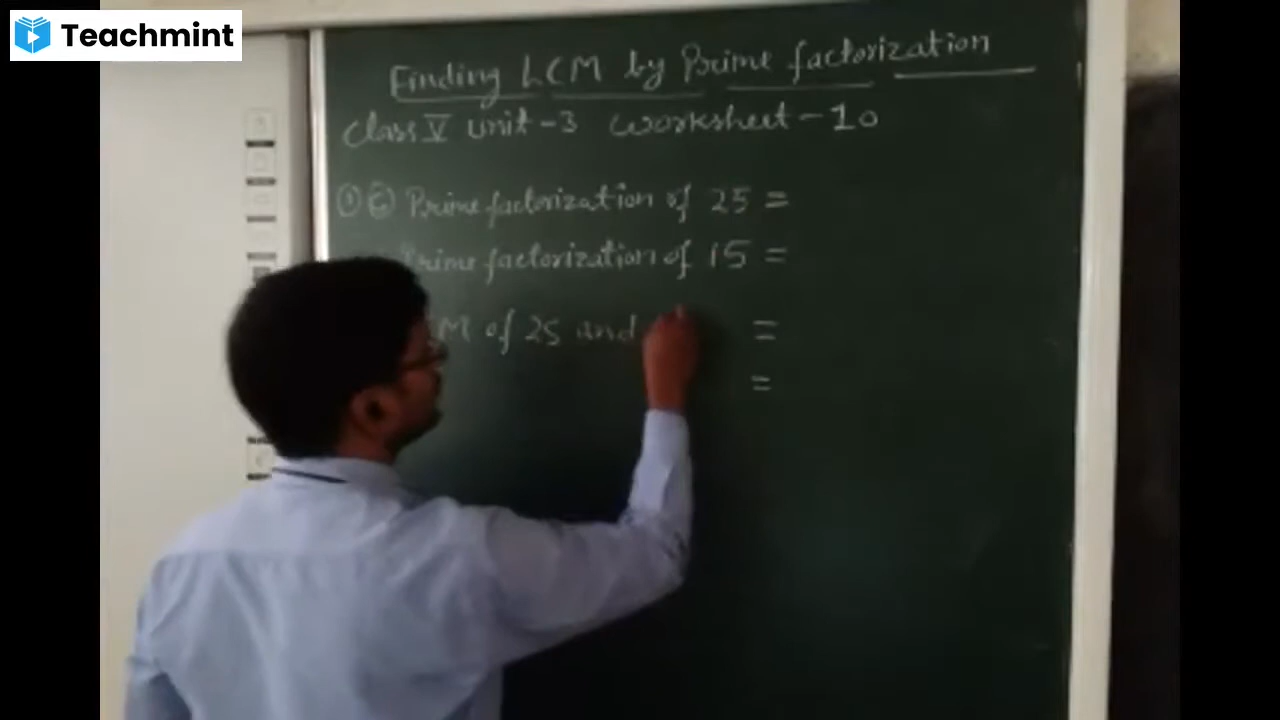 Teachmint
Finding LCM by Prime factorization
Class V unit-3 Worksheet-10
① ⓒ Prime factorization of 25 =
Prime factorization of 15 =
of 25 and =
=